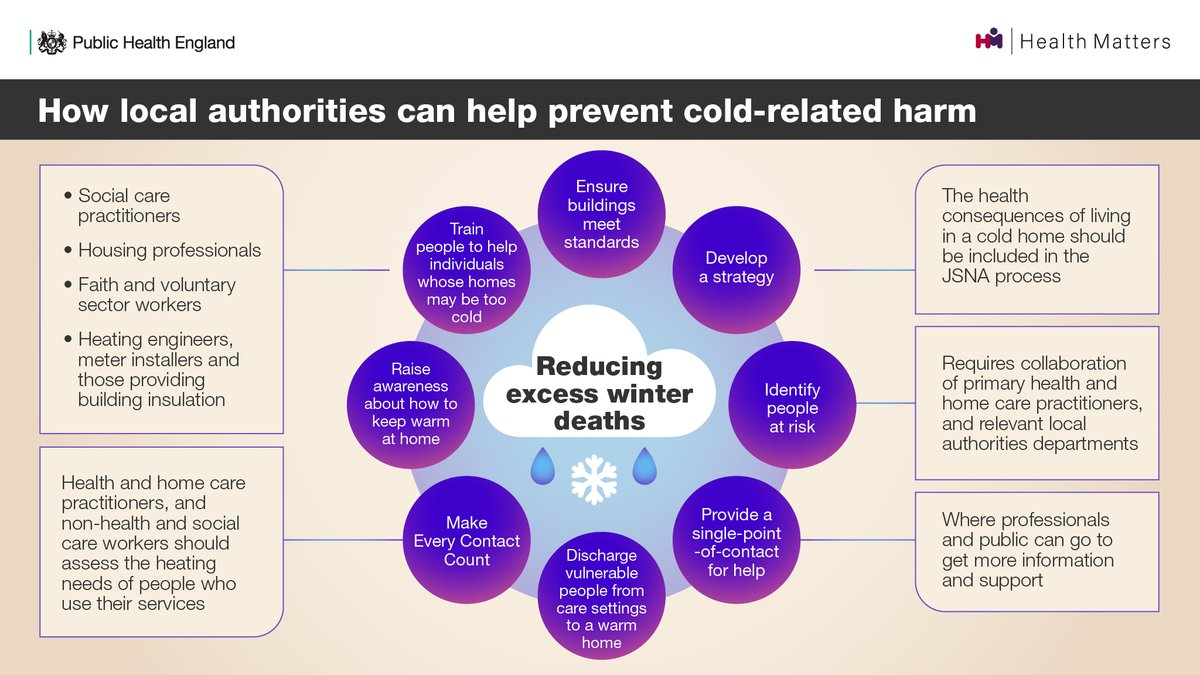 Public Health England
HM
Health Matters
How local authorities can help prevent cold-related harm
• Social care
practitioners
• Housing professionals
• Faith and voluntary
sector workers
• Heating engineers,
meter installers and
those providing
building insulation
Health and home care
practitioners, and
non-health and social
care workers should
assess the heating
needs of people who
use their services
Reducing
excess winter
deaths
Ensure
buildings
meet
standards
Develop
a strategy
Identify
people
at risk
Provide a
single-point
-of-contact
for help
Discharge
vulnerable
people from
care settings
to a warm
home
Make
Every Contact
Count
Raise
awareness
about how to
keep warm
at home
Train
people to help
individuals
whose homes
may be too
cold
The health
consequences of living
in a cold home should
be included in the
JSNA process
Requires collaboration
of primary health and
home care practitioners,
and relevant local
authorities departments
Where professionals
and public can go to
get more information
and support